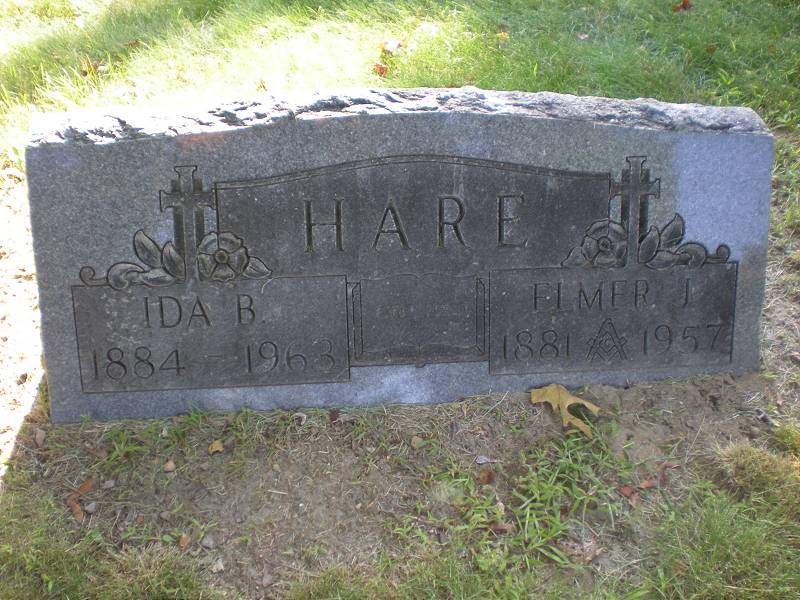 HARE
IDA B.
1884 - 1963
ELMER J.
1881 1957